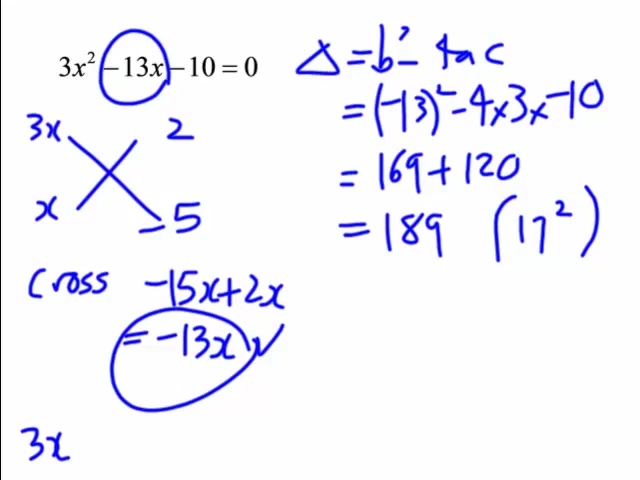 3x² −13x −10 = 0
3x 2
x −5
Cross −15x+2x
= −13x ✓
3x
△ = b² − 4ac
= (−13)² − 4×3×−10
= 169 + 120
= 189 (17²)